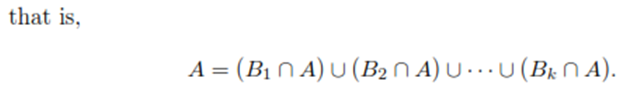 that is,
A = (B₁ ∩ A) ∪ (B₂ ∩ A) ∪ ⋯ ∪ (Bₖ ∩ A).